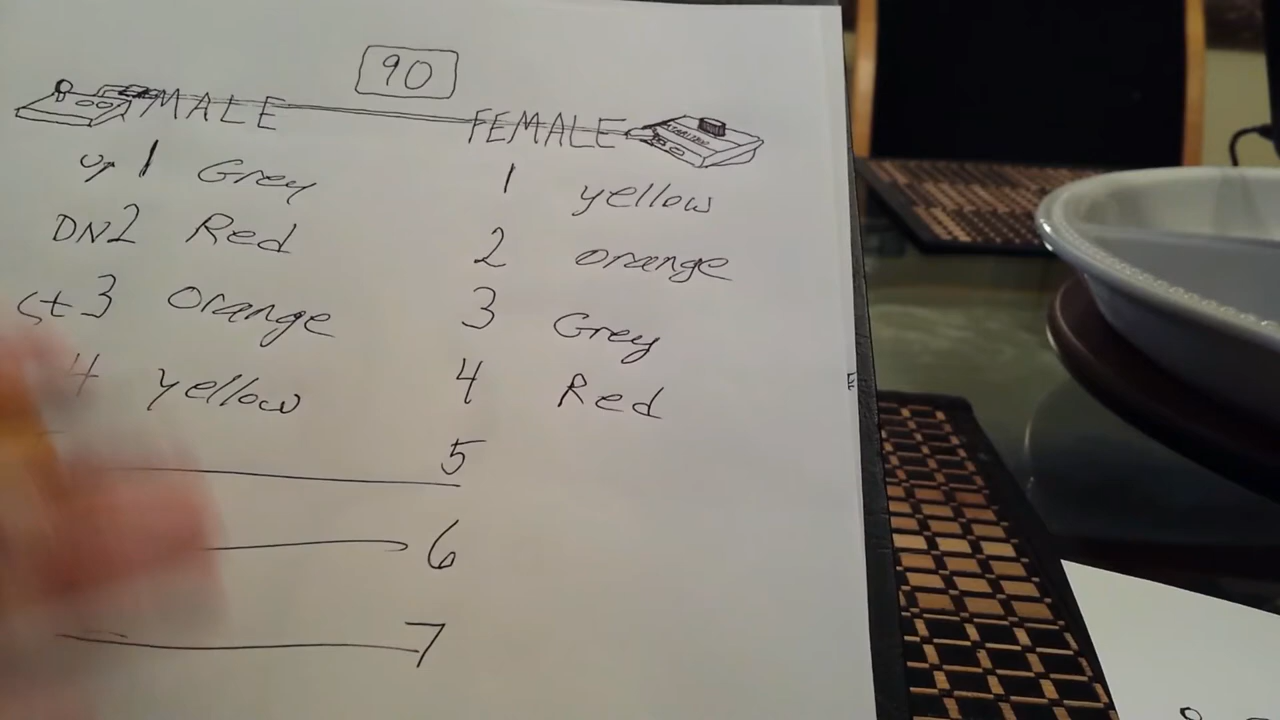 90
MALE FEMALE
up 1 Grey 1 yellow
DN2 Red 2 orange
3 Orange 3 Grey
4 yellow 4 Red
5
6
7